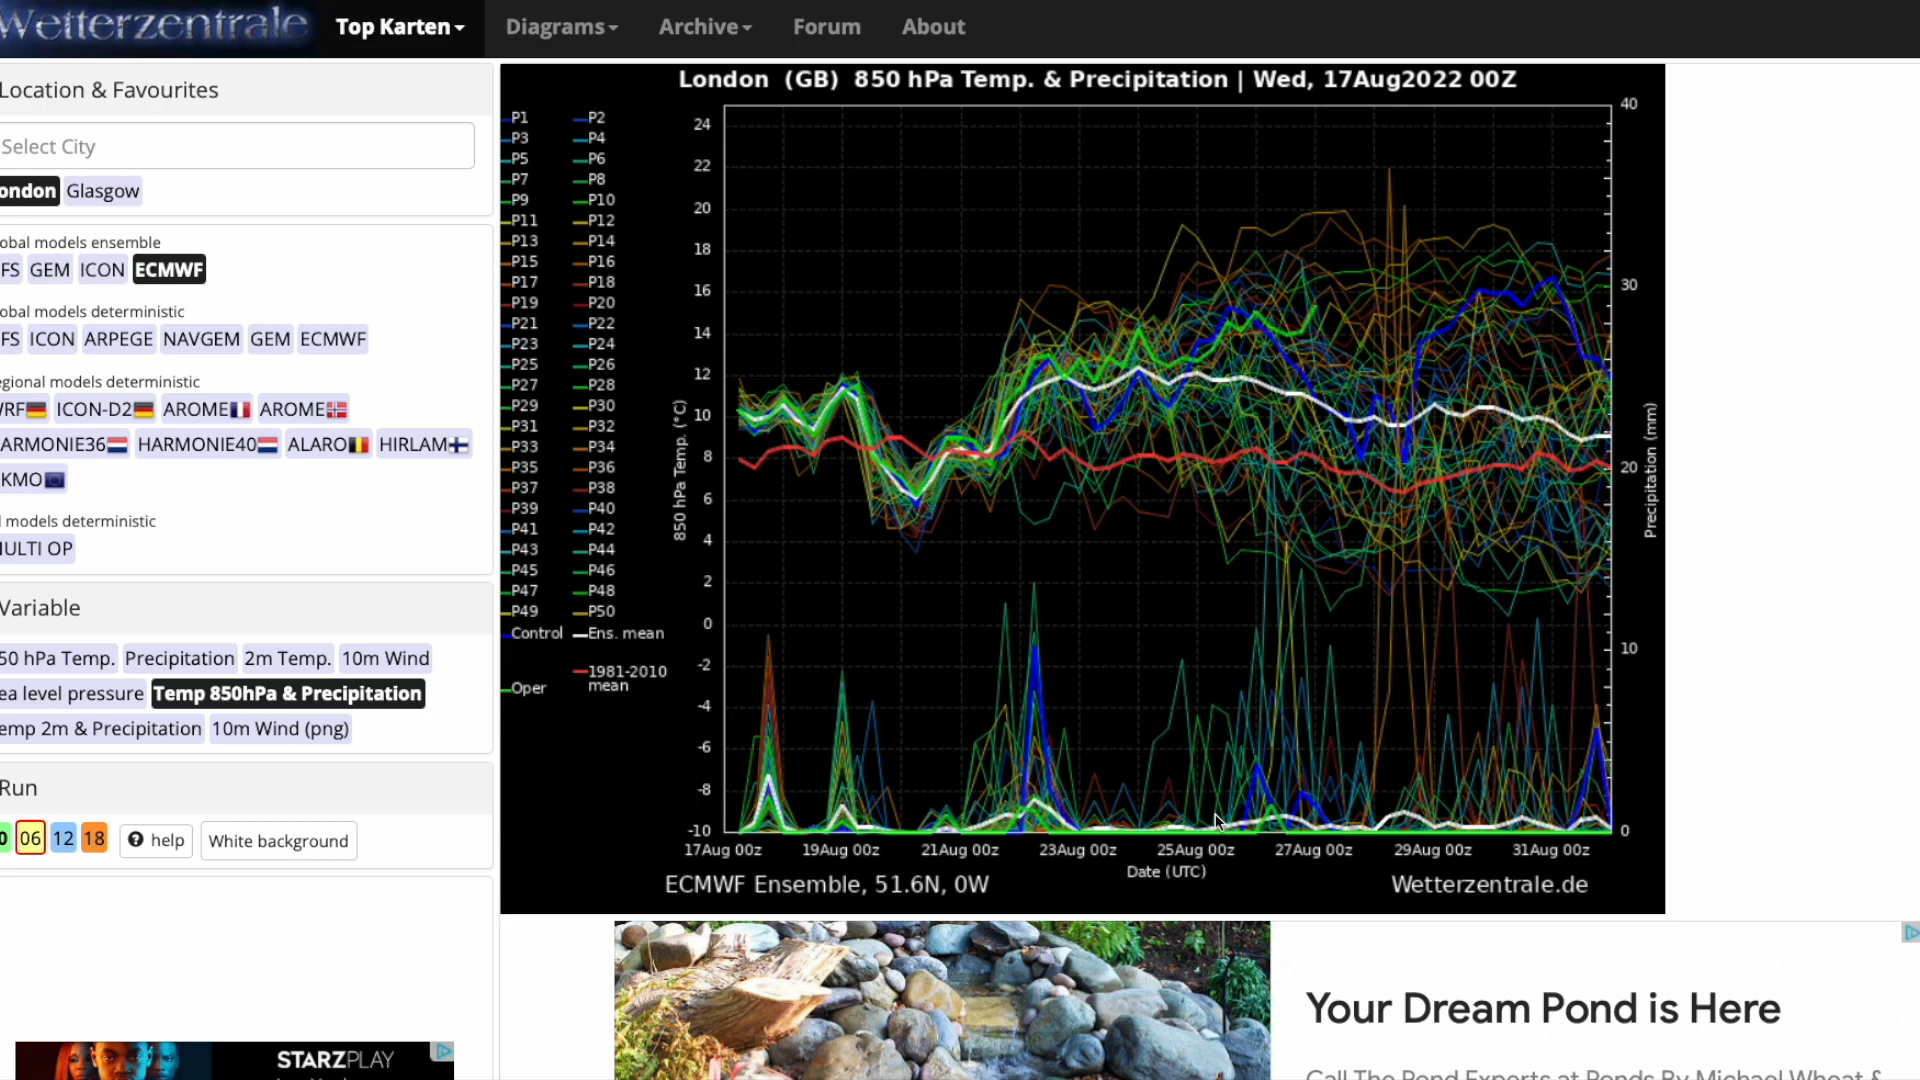 Wetterzentrale
Top Karten
Diagrams
Archive
Forum
About
Location & Favourites
Select City
ondon Glasgow
obal models ensemble
FS GEM ICON ECMWF
obal models deterministic
FS ICON ARPEGE NAVGEM GEM ECMWF
egional models deterministic
RF ICON-D2 AROME AROME
ARMONIE36 HARMONIE40 ALARO HIRLAM
KMO
l models deterministic
ULTI OP
Variable
50 hPa Temp. Precipitation 2m Temp. 10m Wind
ea level pressure Temp 850hPa & Precipitation
emp 2m & Precipitation 10m Wind (png)
Run
0 06 12 18 help White background
STARZPLAY
London (GB) 850 hPa Temp. & Precipitation | Wed, 17Aug2022 00Z
P1 P2
P3 P4
P5 P6
P7 P8
P9 P10
P11 P12
P13 P14
P15 P16
P17 P18
P19 P20
P21 P22
P23 P24
P25 P26
P27 P28
P29 P30
P31 P32
P33 P34
P35 P36
P37 P38
P39 P40
P41 P42
P43 P44
P45 P46
P47 P48
P49 P50
Control Ens. mean
1981-2010
mean
Oper
850 hPa Temp. (°C)
24
22
20
18
16
14
12
10
8
6
4
2
0
-2
-4
-6
-8
-10
40
30
20
10
0
Precipitation (mm)
17Aug 00z 19Aug 00z 21Aug 00z 23Aug 00z 25Aug 00z 27Aug 00z 29Aug 00z 31Aug 00z
Date (UTC)
ECMWF Ensemble, 51.6N, 0W
Wetterzentrale.de
Your Dream Pond is Here
Call The Pond Experts at Ponds By Michael Wheat &